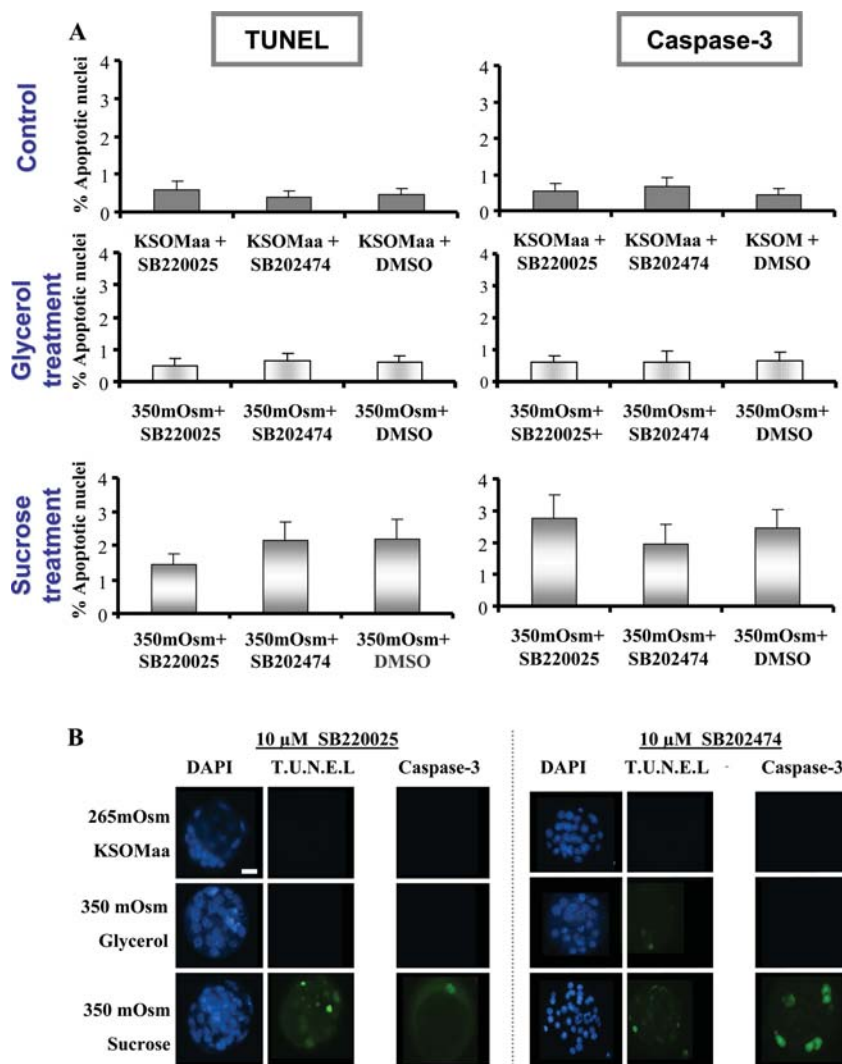 A
TUNEL
Caspase-3
Control
% Apoptotic nuclei
4
3
2
1
0
KSOMaa + KSOMaa + KSOMaa +
SB220025 SB202474 DMSO
4
3
2
1
0
KSOMaa + KSOMaa + KSOM +
SB220025 SB202474 DMSO
Glycerol
treatment
% Apoptotic nuclei
4
3
2
1
0
350mOsm+ 350mOsm+ 350mOsm+
SB220025 SB202474 DMSO
4
3
2
1
0
350mOsm+ 350mOsm+ 350mOsm+
SB220025+ SB202474 DMSO
Sucrose
treatment
% Apoptotic nuclei
4
3
2
1
0
350mOsm+ 350mOsm+ 350mOsm+
SB220025 SB202474 DMSO
4
3
2
1
0
350mOsm+ 350mOsm+ 350mOsm+
SB220025 SB202474 DMSO
B
10 µM SB220025
10 µM SB202474
DAPI T.U.N.E.L Caspase-3
DAPI T.U.N.E.L - Caspase-3
265mOsm
KSOMaa
350 mOsm
Glycerol
350 mOsm
Sucrose